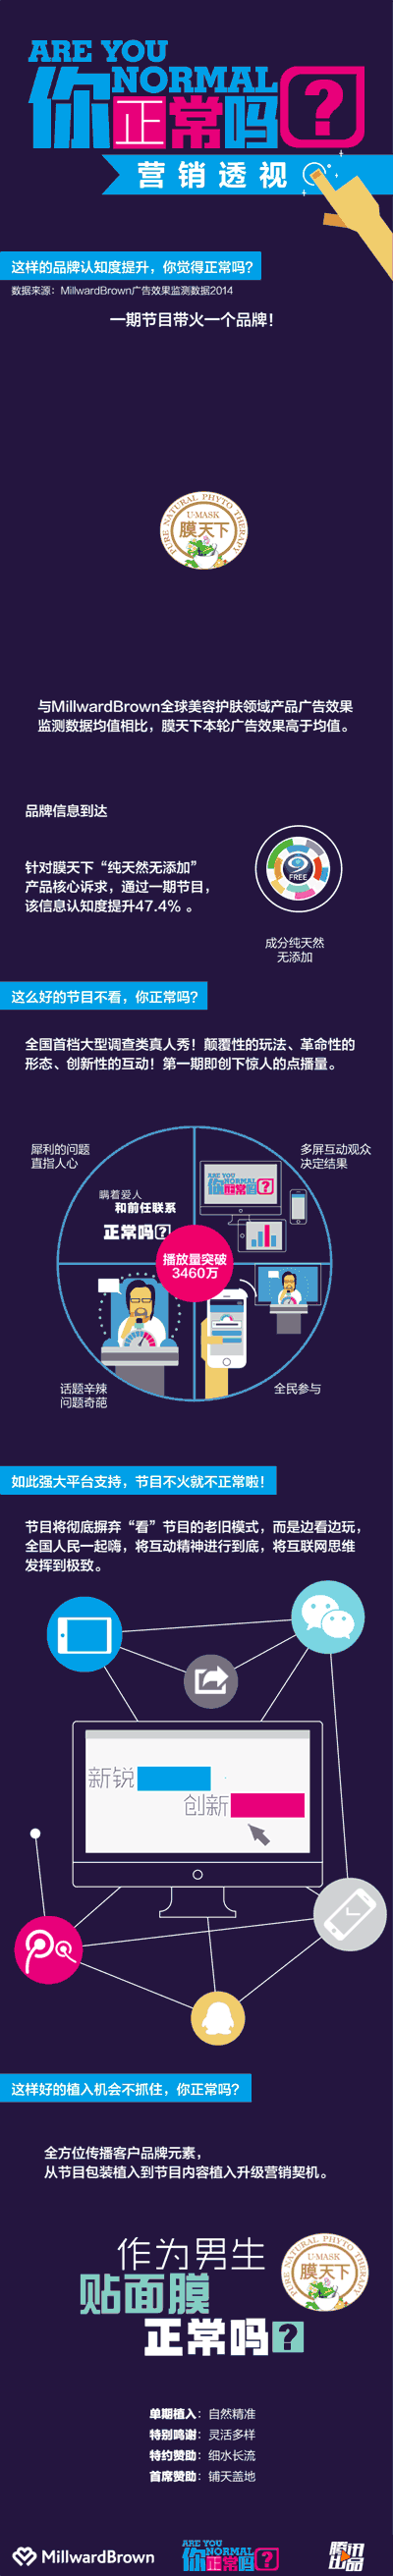 ARE YOU
NORMAL
你正常吗?
营销透视
这样的品牌认知度提升，你觉得正常吗?
数据来源：MillwardBrown广告效果监测数据2014
一期节目带火一个品牌！
PURE NATURAL PHYTO THERAPY
U-MASK
膜天下
与MillwardBrown全球美容护肤领域产品广告效果
监测数据均值相比，膜天下本轮广告效果高于均值。
品牌信息到达
针对膜天下“纯天然无添加”
产品核心诉求，通过一期节目，
该信息认知度提升47.4% 。
FREE
成分纯天然
无添加
这么好的节目不看，你正常吗?
全国首档大型调查类真人秀！颠覆性的玩法、革命性的
形态、创新性的互动！第一期即创下惊人的点播量。
犀利的问题
直指人心
多屏互动观众
决定结果
瞒着爱人
和前任联系
正常吗?
ARE YOU
NORMAL
你正常吗?
播放量突破
3460万
话题辛辣
问题奇葩
全民参与
如此强大平台支持，节目不火就不正常啦！
节目将彻底摒弃“看”节目的老旧模式，而是边看边玩，
全国人民一起嗨，将互动精神进行到底，将互联网思维
发挥到极致。
新锐
创新
这样好的植入机会不抓住，你正常吗?
全方位传播客户品牌元素，
从节目包装植入到节目内容植入升级营销契机。
作为男生
贴面膜
正常吗?
PURE NATURAL PHYTO THERAPY
U-MASK
膜天下
单期植入：自然精准
特别鸣谢：灵活多样
特约赞助：细水长流
首席赞助：铺天盖地
MillwardBrown
ARE YOU
NORMAL
你正常吗?
腾讯
出品